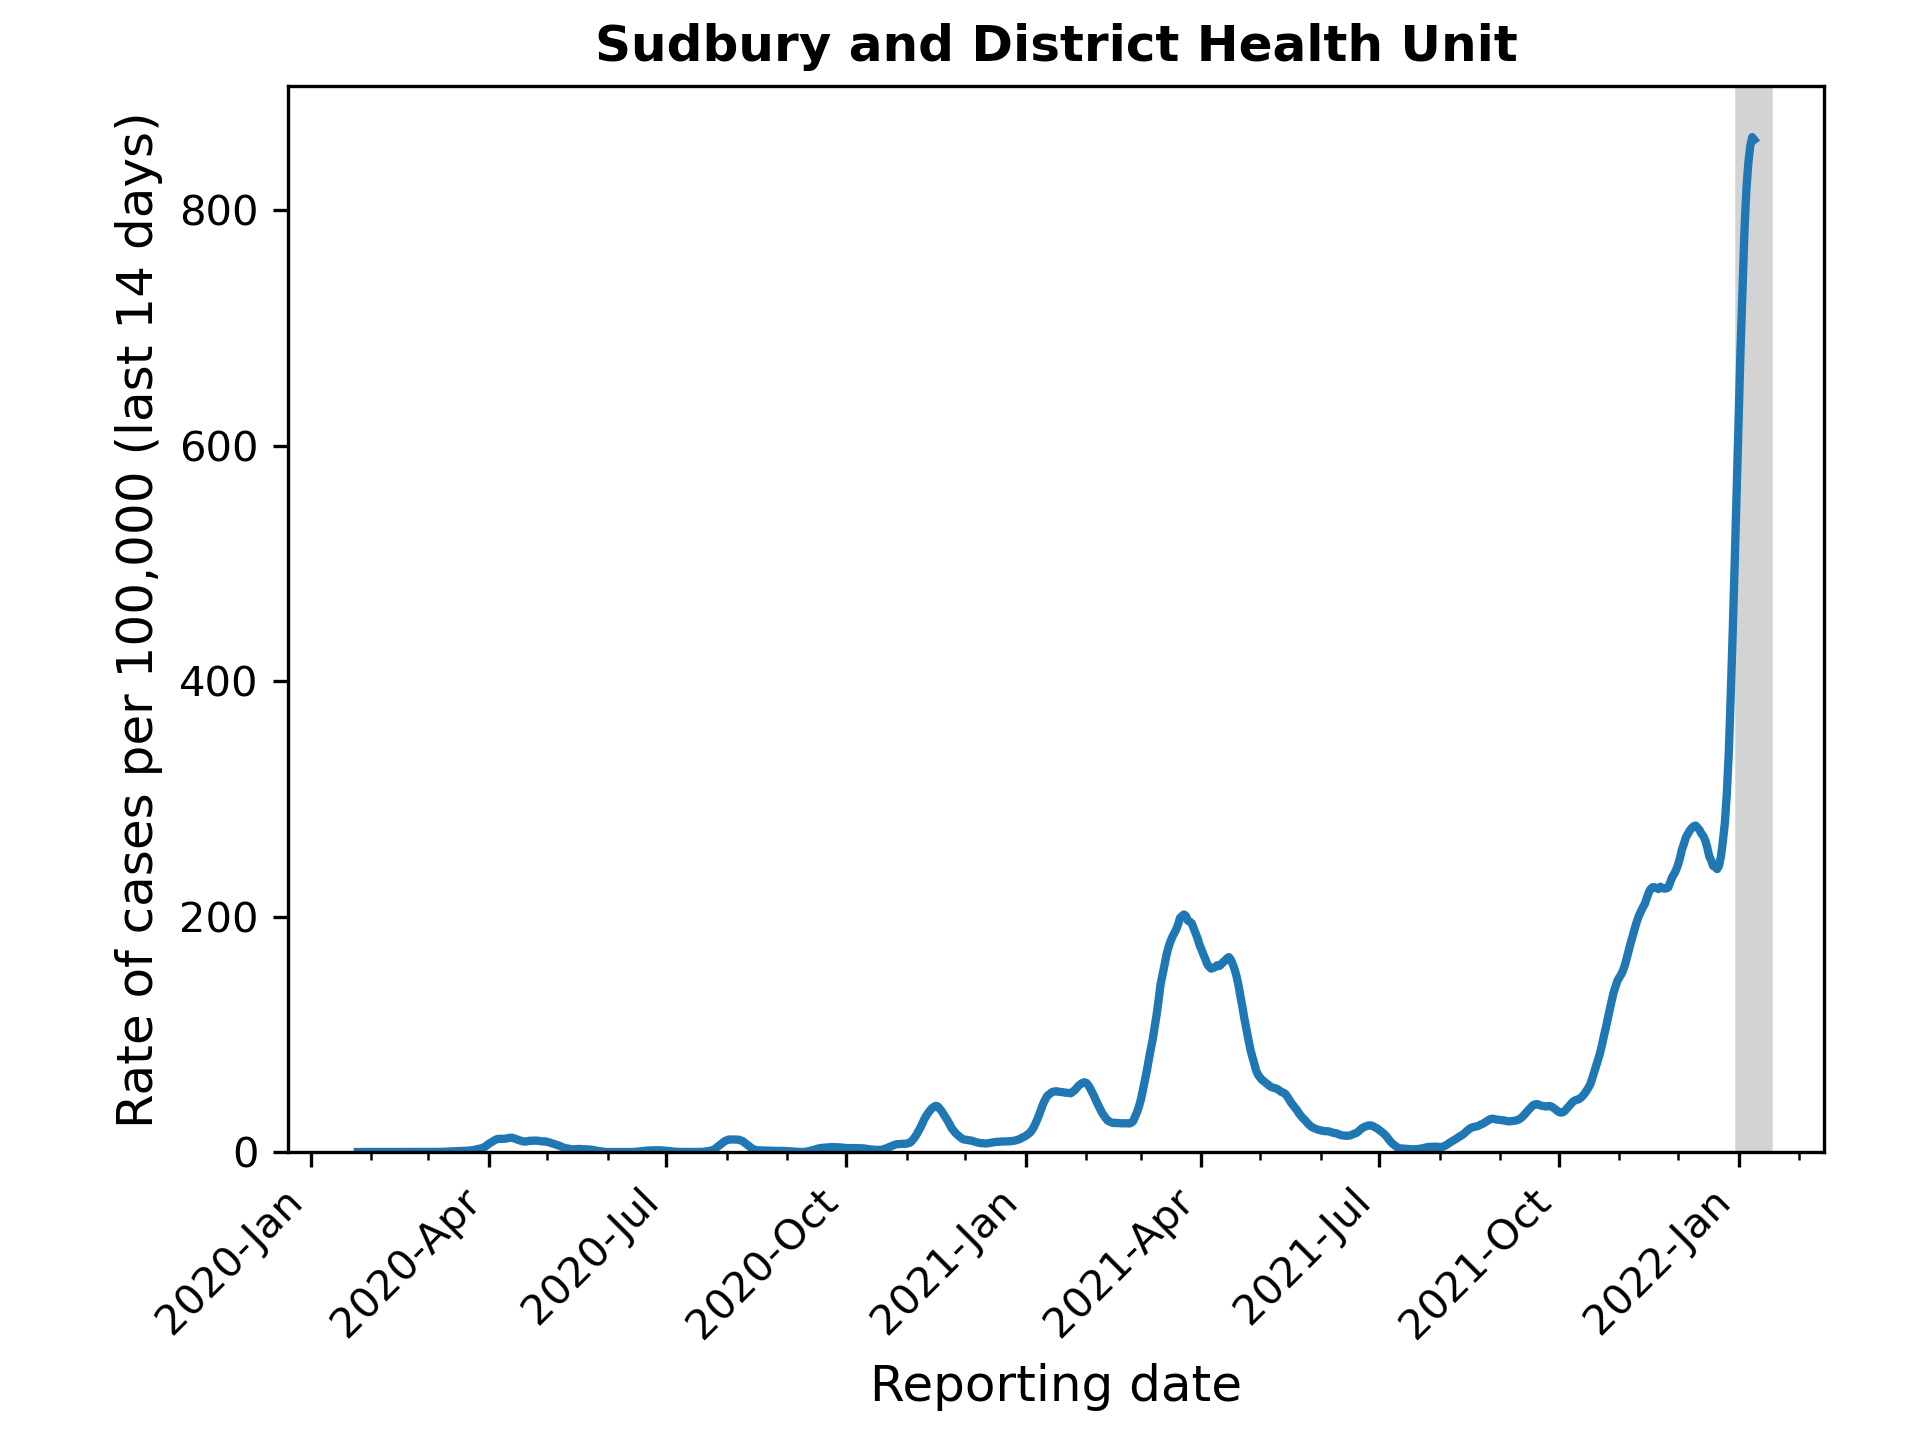 Sudbury and District Health Unit
Rate of cases per 100,000 (last 14 days)
800
600
400
200
0
2020-Jan
2020-Apr
2020-Jul
2020-Oct
2021-Jan
2021-Apr
2021-Jul
2021-Oct
2022-Jan
Reporting date